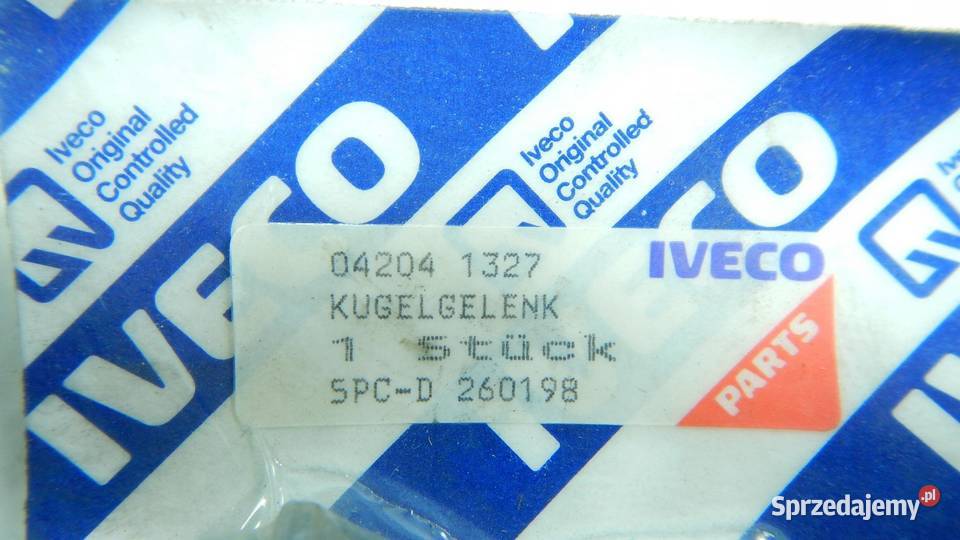 Iveco
Original
Controlled
Quality
IVECO
Iveco
Original
Controlled
Quality
IVECO
04204 1327
KUGELGELENK
1 Stück
SPC-D 260198
IVECO
PARTS
Sprzedajemy.pl